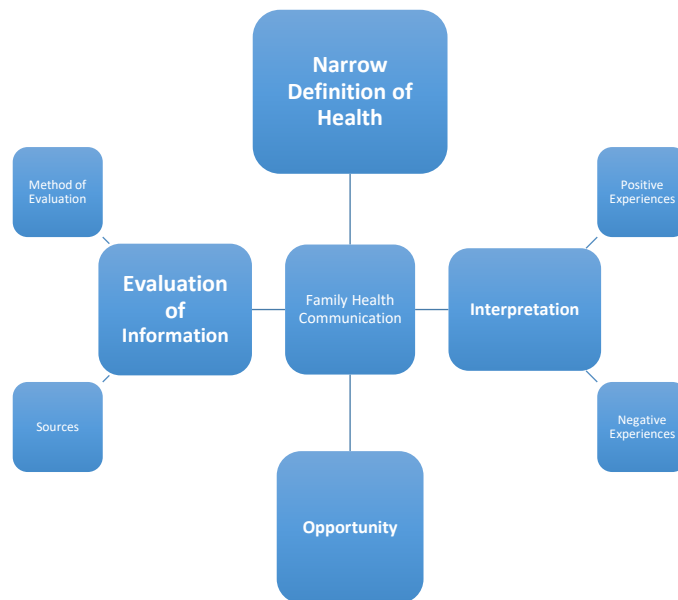 Narrow
Definition of
Health
Method of
Evaluation
Positive
Experiences
Evaluation
of
Information
Family Health
Communication
Interpretation
Sources
Negative
Experiences
Opportunity